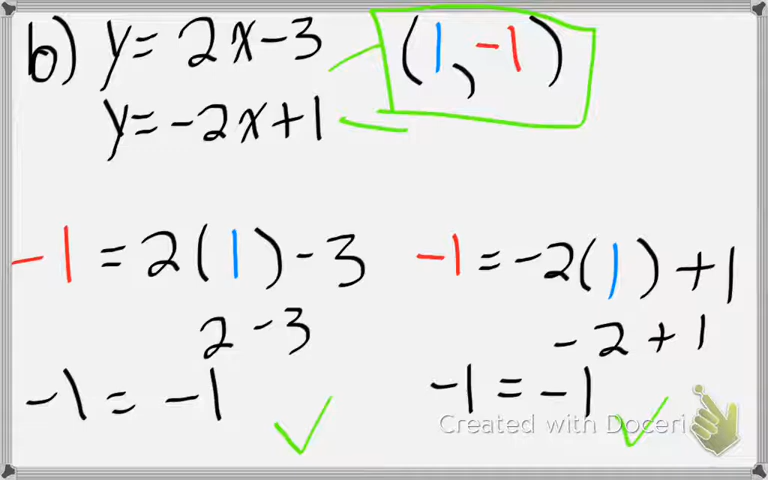 b) y = 2x - 3 (1, -1)
y = -2x + 1
-1 = 2(1) - 3 -1 = -2(1) + 1
2 - 3 -2 + 1
-1 = -1 -1 = -1
Created with Doceri